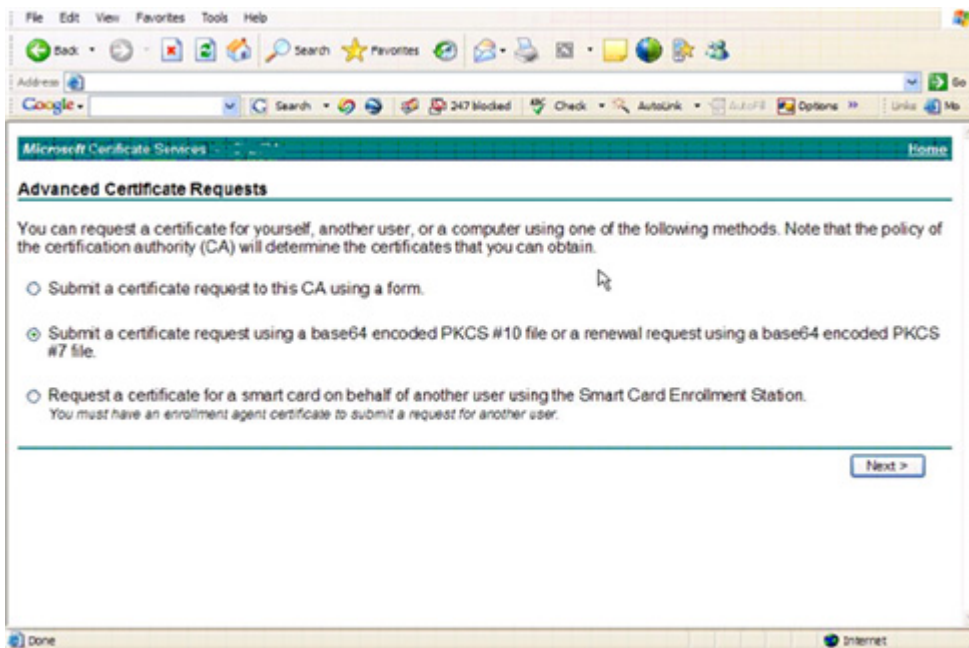 File Edit View Favorites Tools Help
Back Search Favorites
Address Go
Google Search 247 blocked Check AutoLink AutoFill Options Links
Microsoft Certificate Services - Home
Advanced Certificate Requests
You can request a certificate for yourself, another user, or a computer using one of the following methods. Note that the policy of
the certification authority (CA) will determine the certificates that you can obtain.
Submit a certificate request to this CA using a form.
Submit a certificate request using a base64 encoded PKCS #10 file or a renewal request using a base64 encoded PKCS
#7 file.
Request a certificate for a smart card on behalf of another user using the Smart Card Enrollment Station.
You must have an enrollment agent certificate to submit a request for another user.
Next >
Done Internet